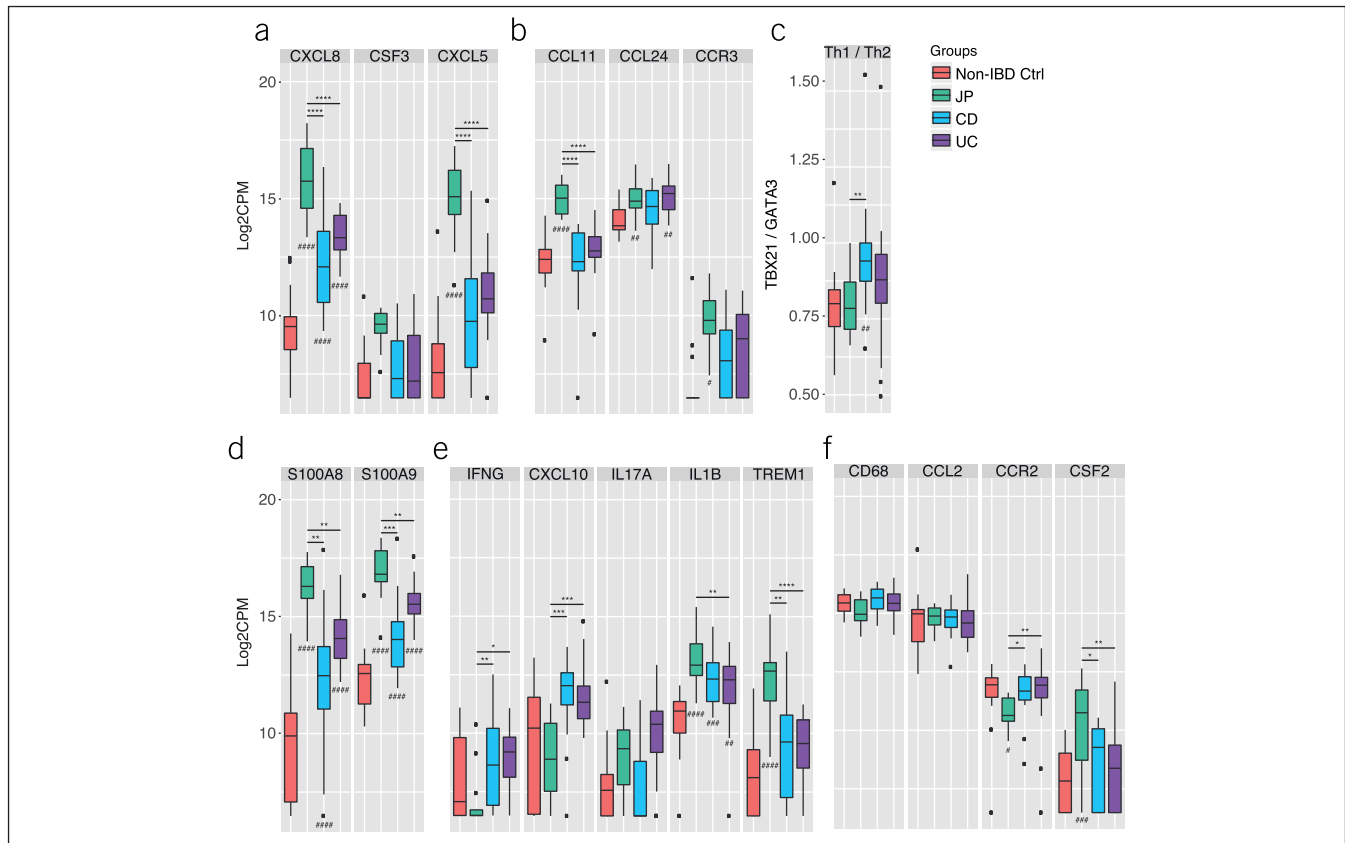 a
CXCL8 CSF3 CXCL5
Log2CPM
20
15
10
**** **** #### #### ####
**** **** ####
b
CCL11 CCL24 CCR3
**** **** ####
## ##
#
c
Th1 / Th2
TBX21 / GATA3
1.50
1.25
1.00
0.75
0.50
**
##
Groups
Non-IBD Ctrl
JP
CD
UC
d
S100A8 S100A9
Log2CPM
20
15
10
** ** #### #### ####
** *** #### #### ####
e
IFNG CXCL10 IL17A IL1B TREM1
* **
*** ***
** #### ### ##
**** ** ####
f
CD68 CCL2 CCR2 CSF2
** * #
** * ###